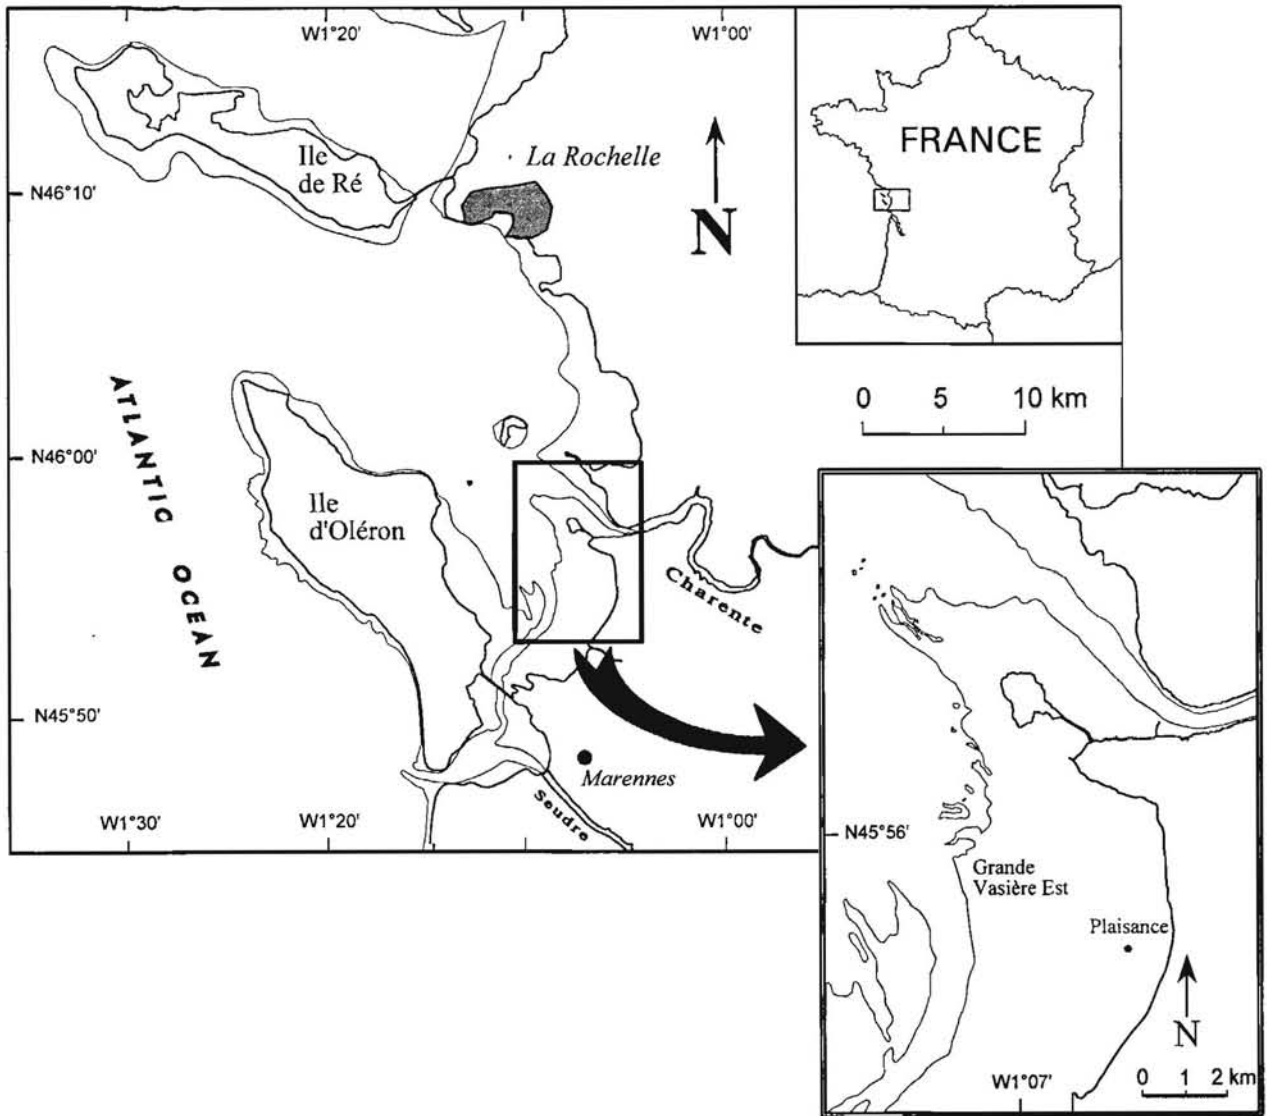 W1°20'
W1°00'
FRANCE
La Rochelle
Ile
de Ré
N46°10'
N
0 5 10 km
ATLANTIC OCEAN
N46°00'
Ile
d'Oléron
Charente
N45°50'
Marennes
Seudre
W1°30'
W1°20'
W1°00'
N45°56'
Grande
Vasière Est
Plaisance
N
W1°07'
0 1 2 km